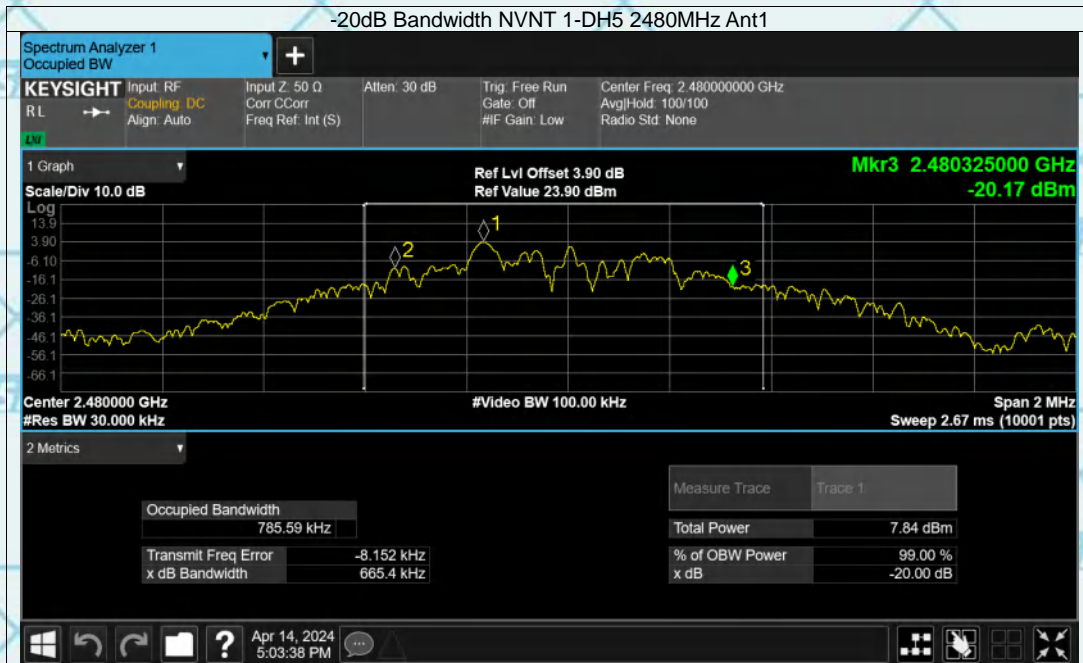 -20dB Bandwidth NVNT 1-DH5 2480MHz Ant1
Spectrum Analyzer 1
Occupied BW
+
KEYSIGHT Input: RF Input Z: 50 Ω Atten: 30 dB Trig: Free Run Center Freq: 2.480000000 GHz
RL Coupling: DC Corr CCorr Gate: Off Avg|Hold: 100/100
Align: Auto Freq Ref: Int (S) #IF Gain: Low Radio Std: None
LXI
1 Graph Ref Lvl Offset 3.90 dB Mkr3 2.480325000 GHz
Scale/Div 10.0 dB Ref Value 23.90 dBm -20.17 dBm
Log
13.9
3.90
-6.10
-16.1
-26.1
-36.1
-46.1
-56.1
-66.1
1
2
3
Center 2.480000 GHz #Video BW 100.00 kHz Span 2 MHz
#Res BW 30.000 kHz Sweep 2.67 ms (10001 pts)
2 Metrics
Measure Trace Trace 1
Occupied Bandwidth
785.59 kHz Total Power 7.84 dBm
Transmit Freq Error -8.152 kHz % of OBW Power 99.00 %
x dB Bandwidth 665.4 kHz x dB -20.00 dB
? Apr 14, 2024
5:03:38 PM